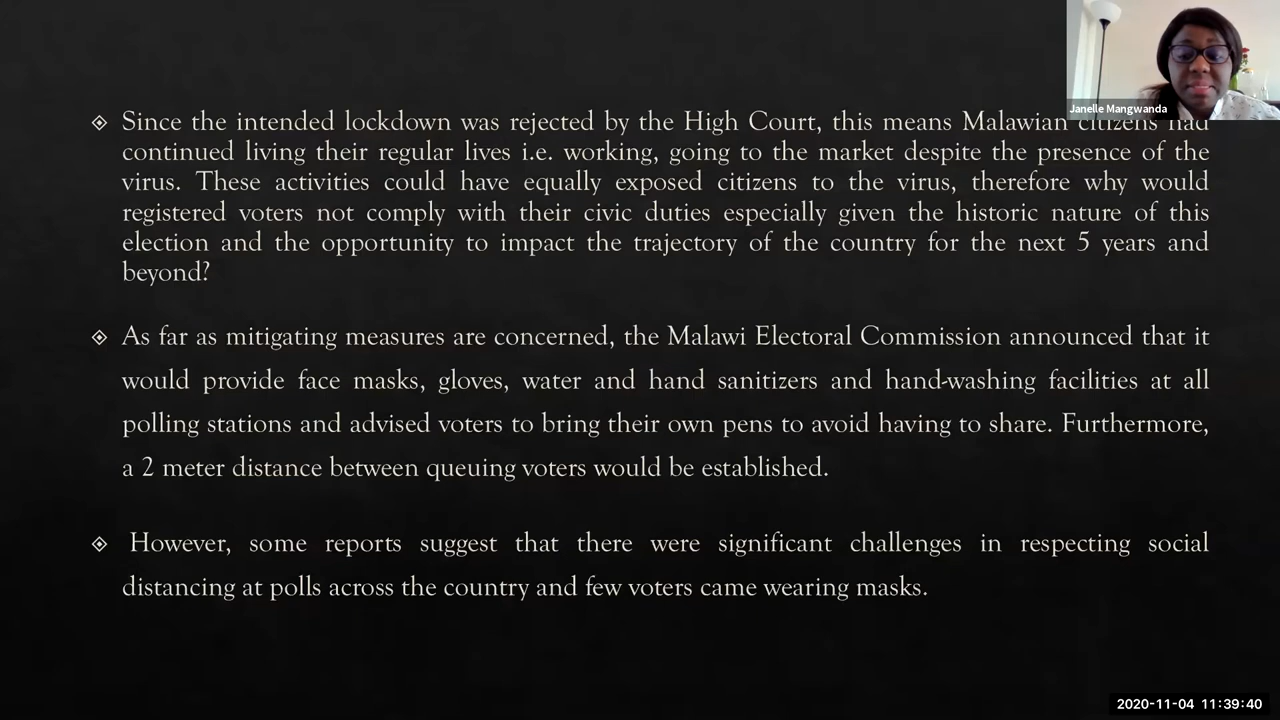 Janelle Mangwanda
Since the intended lockdown was rejected by the High Court, this means Malawian citizens had
continued living their regular lives i.e. working, going to the market despite the presence of the
virus. These activities could have equally exposed citizens to the virus, therefore why would
registered voters not comply with their civic duties especially given the historic nature of this
election and the opportunity to impact the trajectory of the country for the next 5 years and
beyond?
As far as mitigating measures are concerned, the Malawi Electoral Commission announced that it
would provide face masks, gloves, water and hand sanitizers and hand-washing facilities at all
polling stations and advised voters to bring their own pens to avoid having to share. Furthermore,
a 2 meter distance between queuing voters would be established.
However, some reports suggest that there were significant challenges in respecting social
distancing at polls across the country and few voters came wearing masks.
2020-11-04 11:39:40